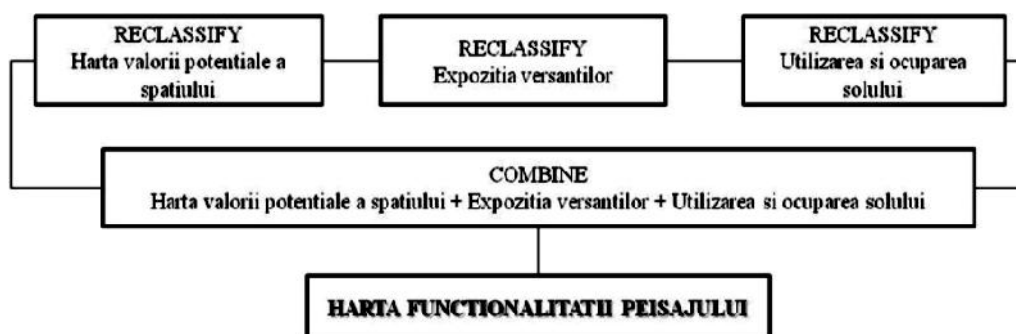 RECLASSIFY
Harta valorii potentiale a
spatiului
RECLASSIFY
Expozitia versantilor
RECLASSIFY
Utilizarea si ocuparea
solului
COMBINE
Harta valorii potentiale a spatiului + Expozitia versantilor + Utilizarea si ocuparea solului
HARTA FUNCTIONALITATII PEISAJULUI